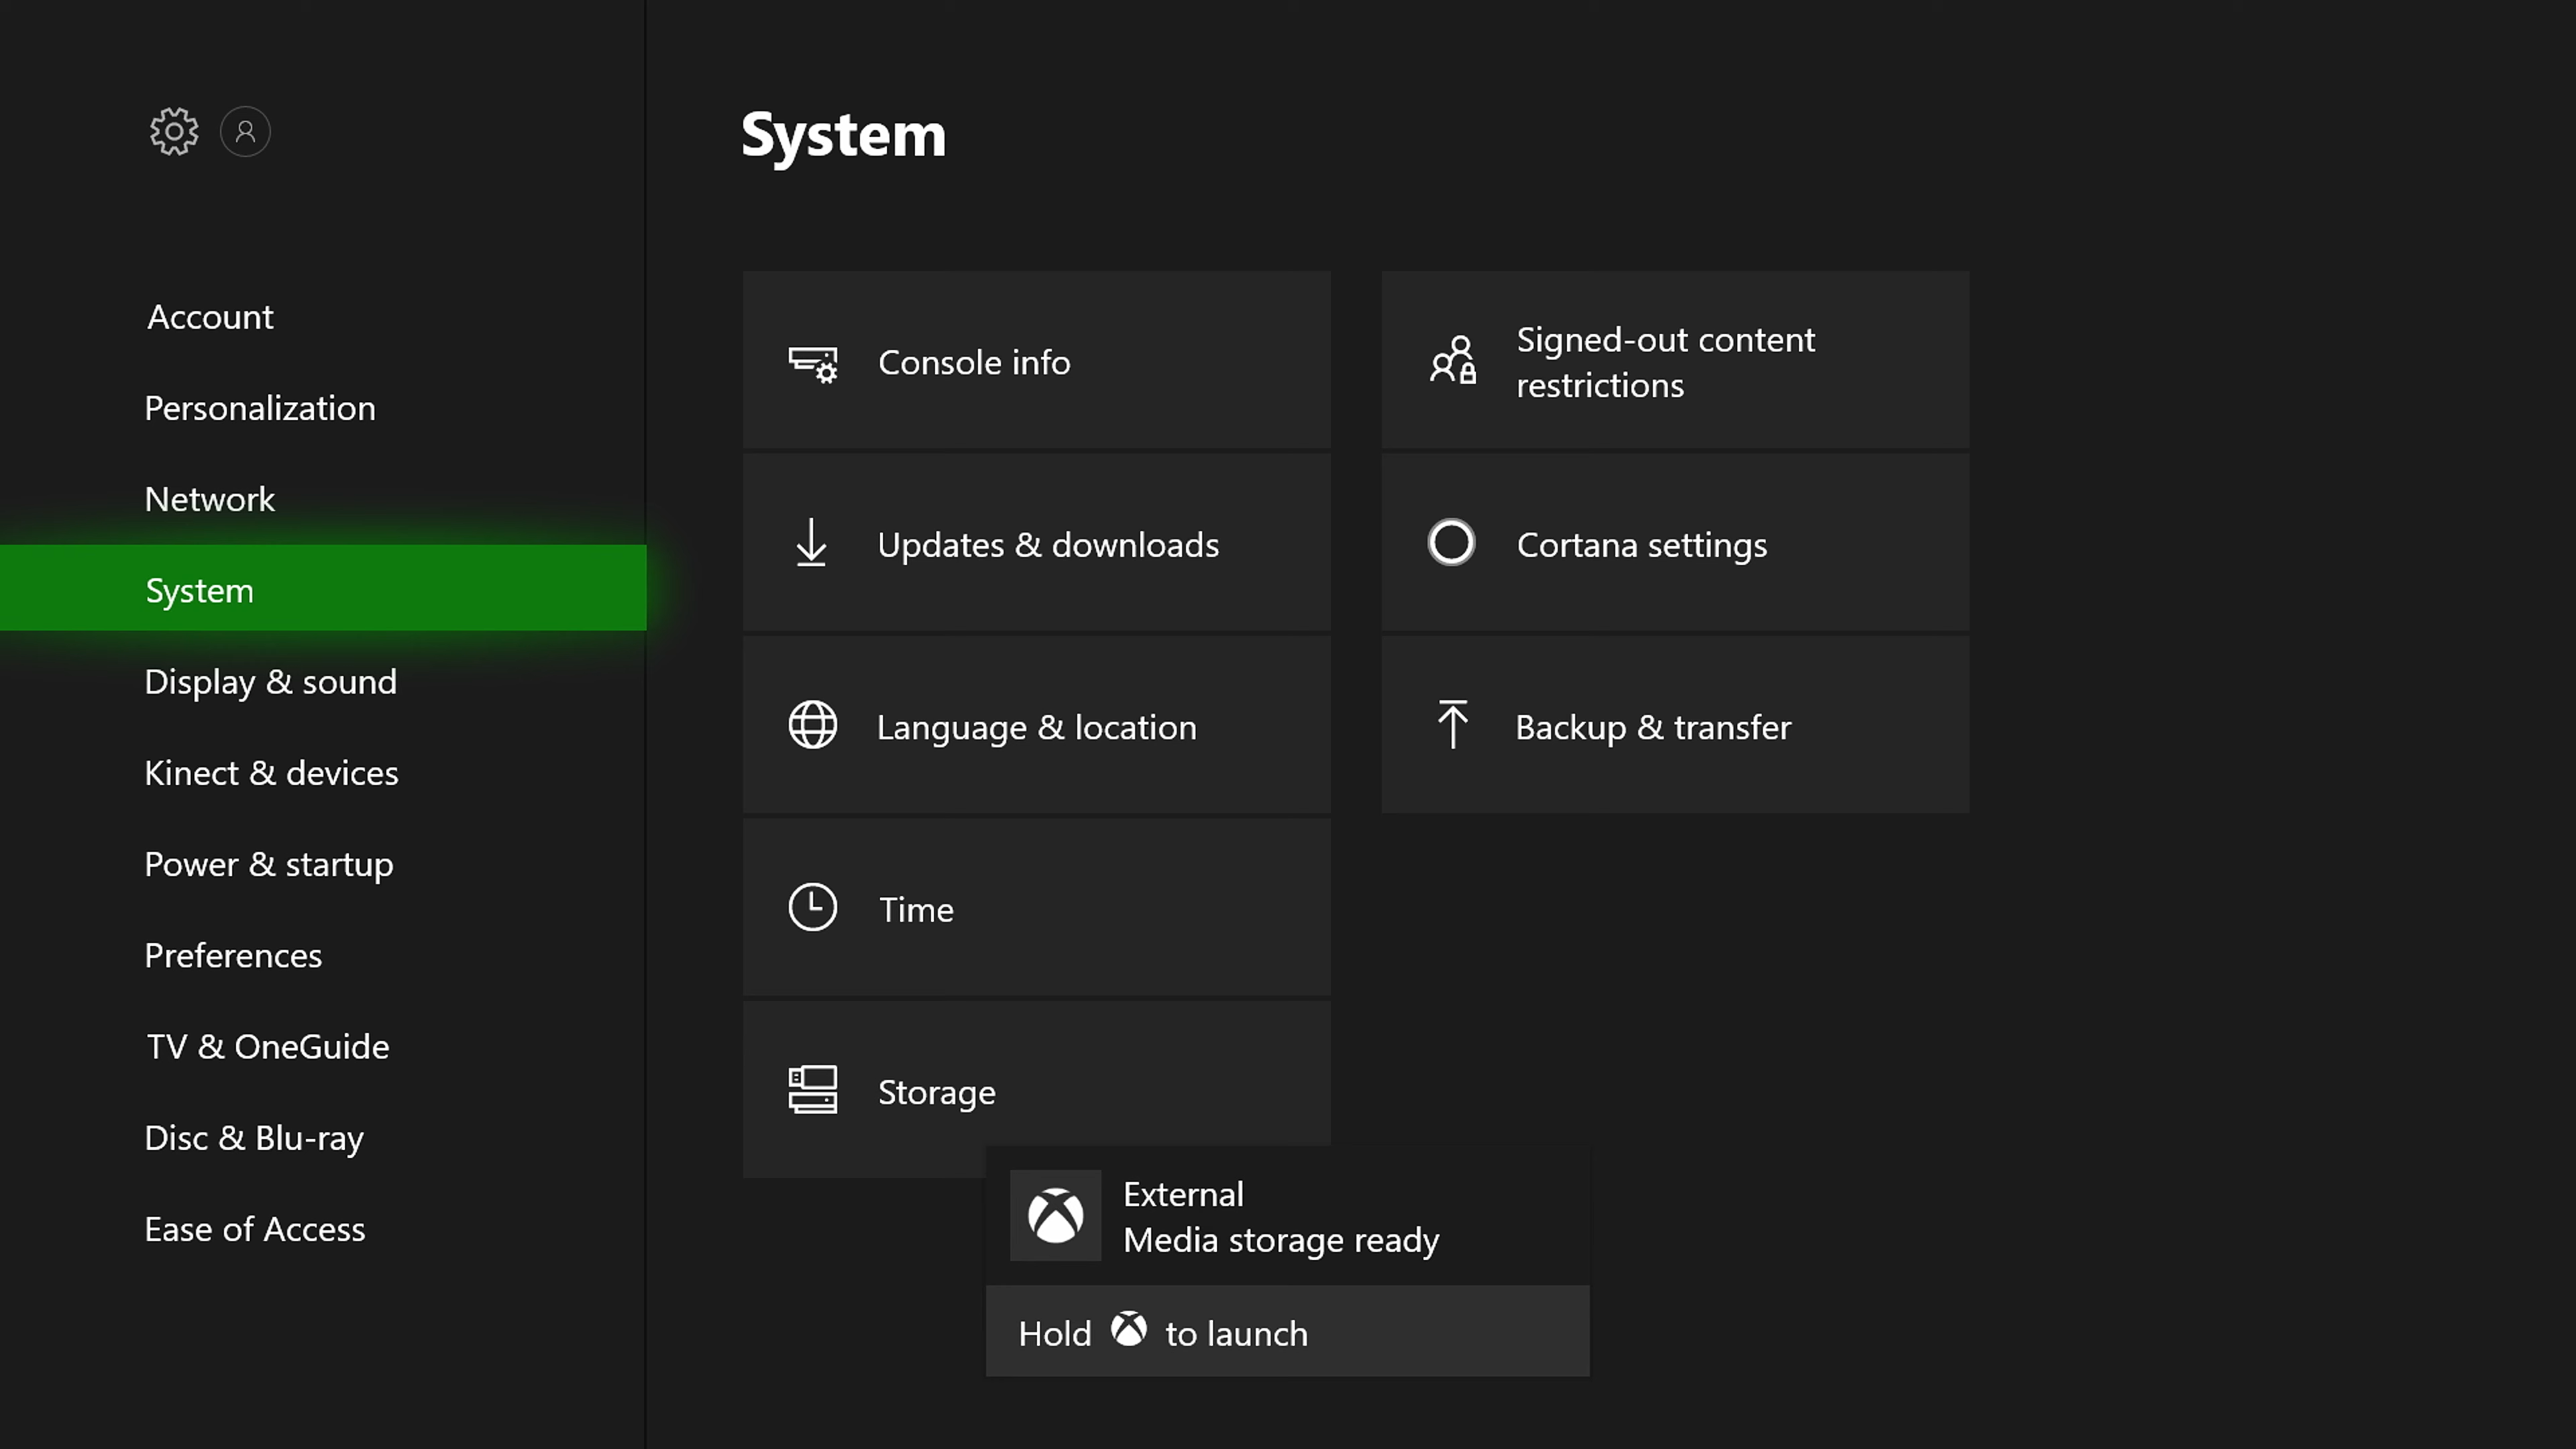 System
Account
Personalization
Network
System
Display & sound
Kinect & devices
Power & startup
Preferences
TV & OneGuide
Disc & Blu-ray
Ease of Access
Console info
Updates & downloads
Language & location
Time
Storage
Signed-out content
restrictions
Cortana settings
Backup & transfer
External
Media storage ready
Hold to launch